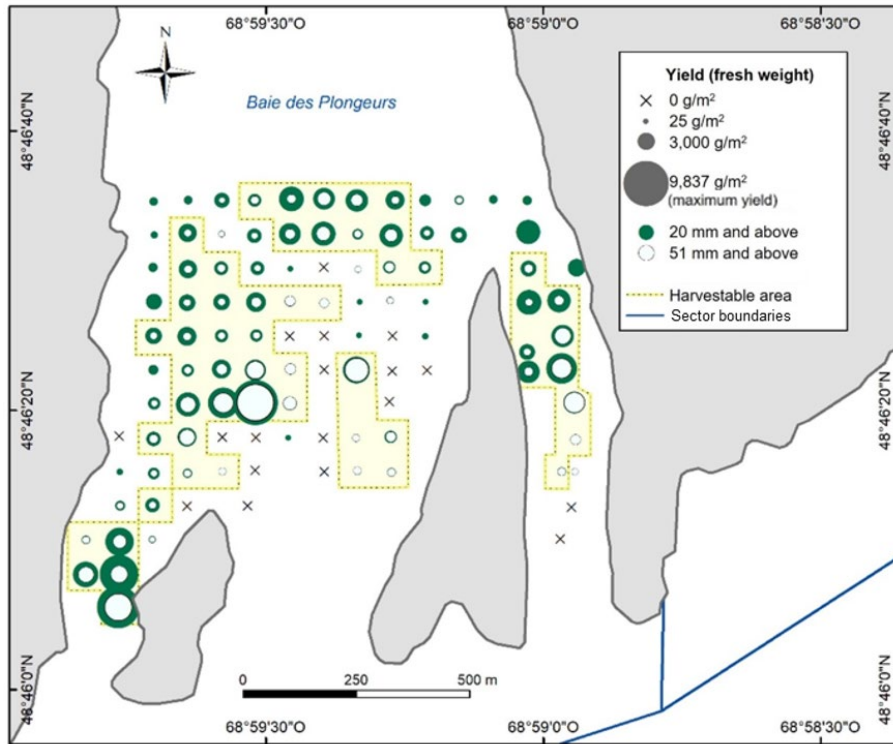 68°59'30"O
68°59'0"O
68°58'30"O
N
Baie des Plongeurs
48°46'40"N
48°46'40"N
Yield (fresh weight)
0 g/m²
25 g/m²
3,000 g/m²
9,837 g/m²
(maximum yield)
20 mm and above
51 mm and above
Harvestable area
Sector boundaries
48°46'20"N
48°46'20"N
48°46'0"N
48°46'0"N
0 250 500 m
68°59'30"O
68°59'0"O
68°58'30"O